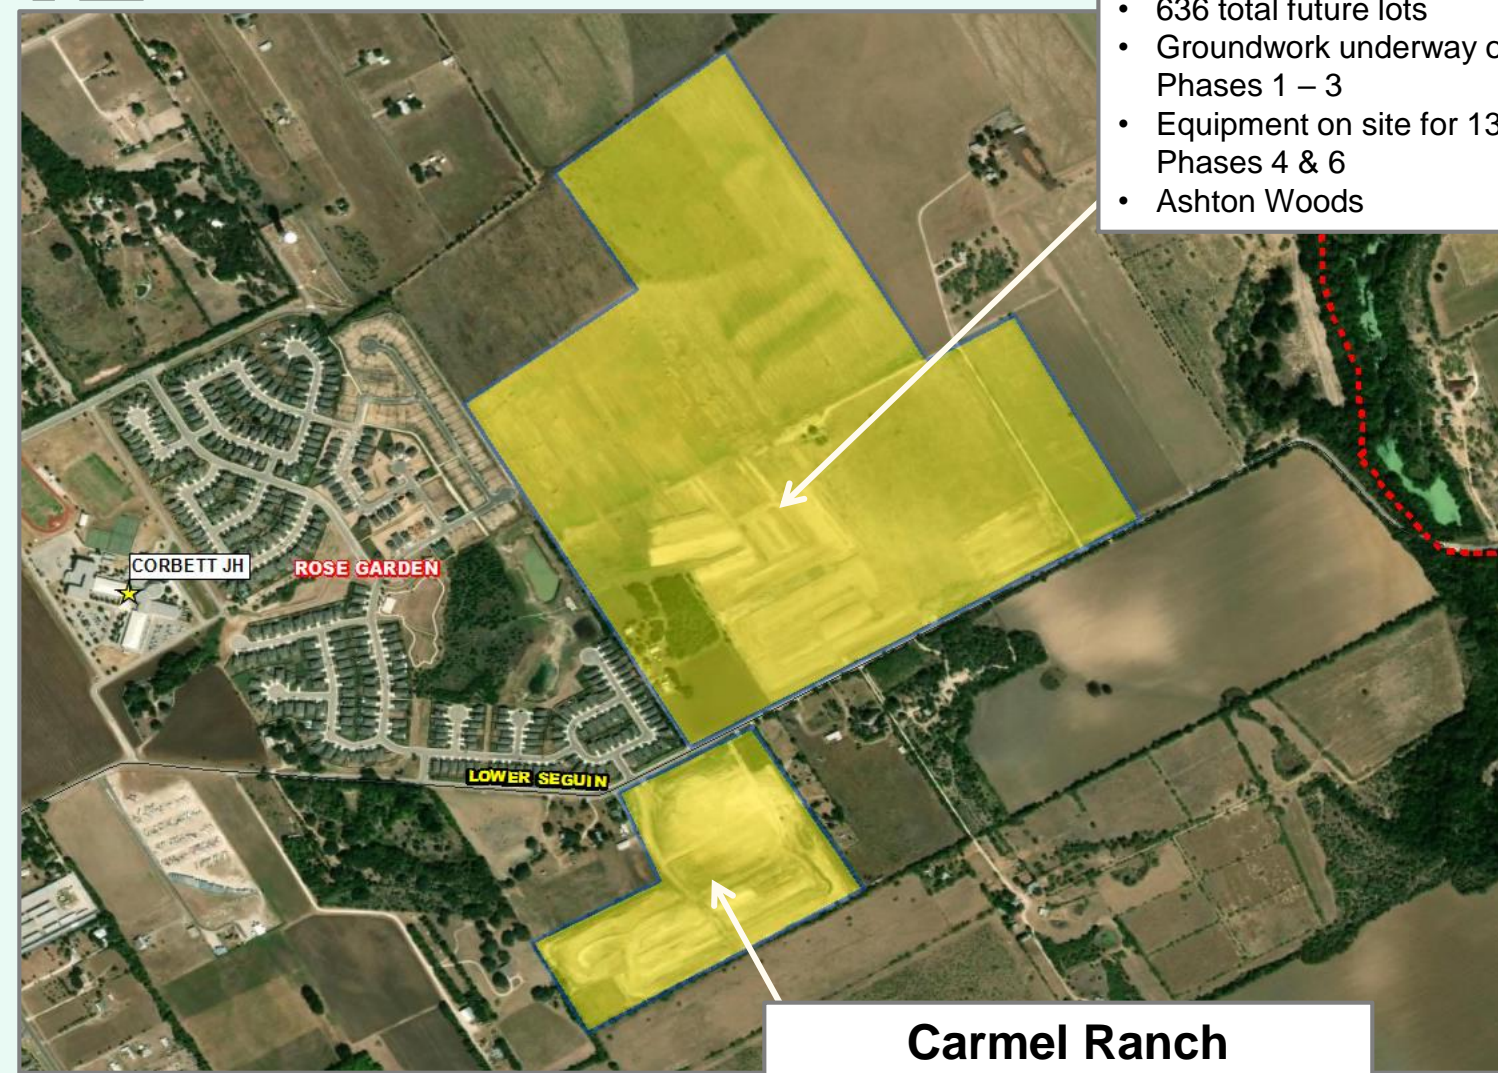 • 636 total future lots
• Groundwork underway
Phases 1 – 3
• Equipment on site for 13
Phases 4 & 6
• Ashton Woods
CORBETT JH
ROSE GARDEN
LOWER SEGUIN
Carmel Ranch